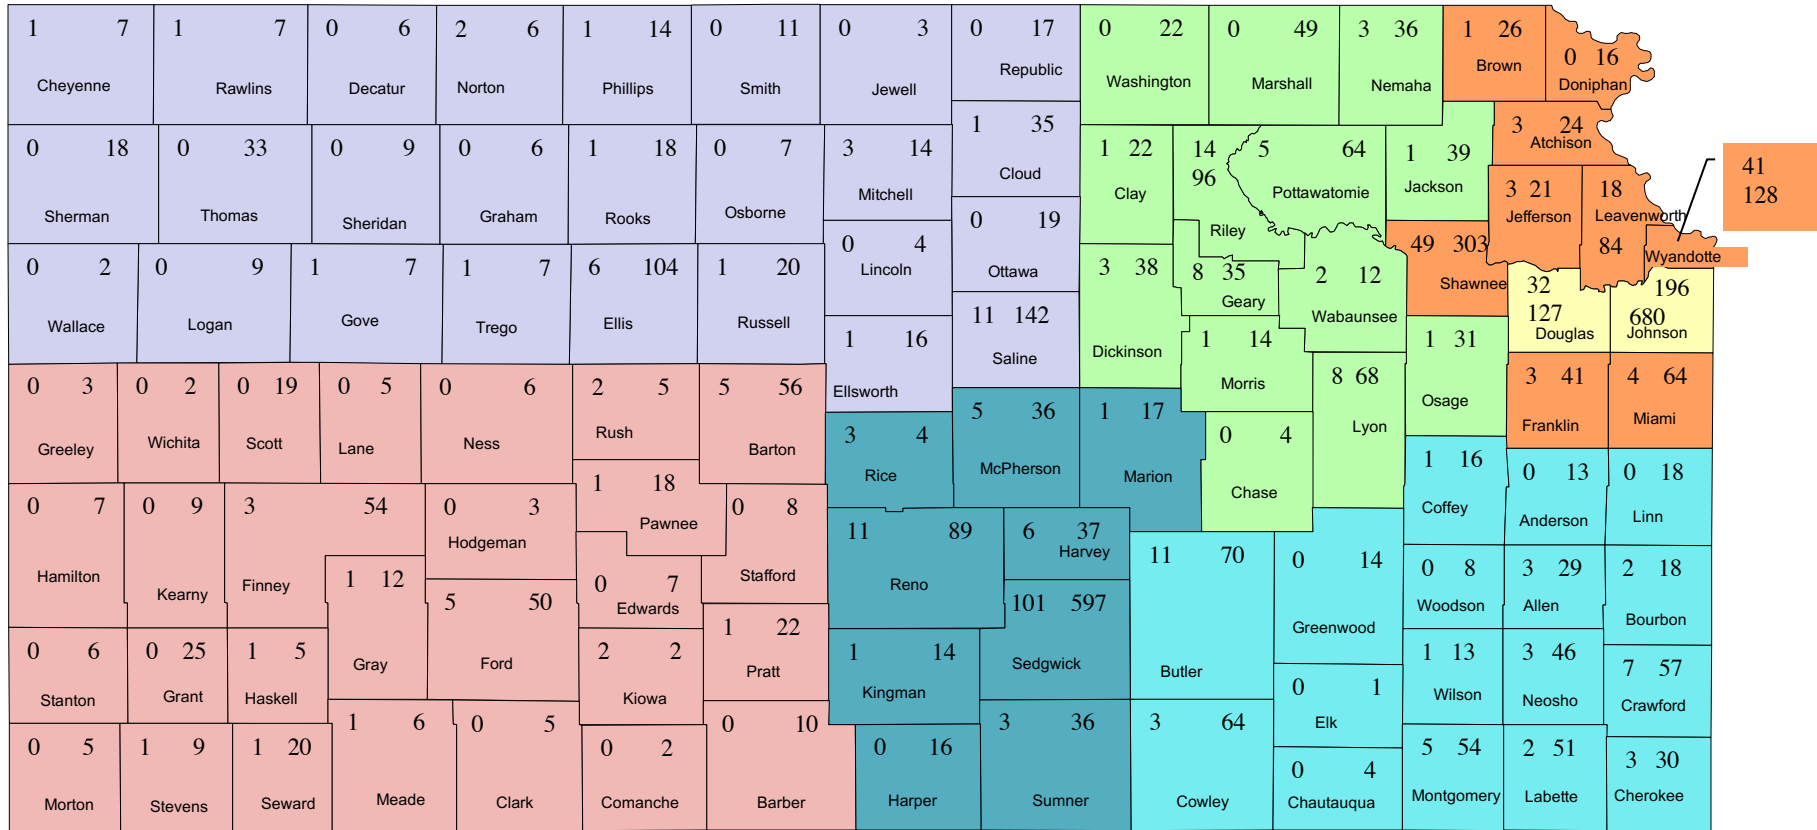 1 7
Cheyenne
1 7
Rawlins
0 6
Decatur
2 6
Norton
1 14
Phillips
0 11
Smith
0 3
Jewell
0 17
Republic
0 22
Washington
0 49
Marshall
3 36
Nemaha
1 26
Brown
0 16
Doniphan
0 18
Sherman
0 33
Thomas
0 9
Sheridan
0 6
Graham
1 18
Rooks
0 7
Osborne
3 14
Mitchell
1 35
Cloud
1 22
Clay
14
96
Riley
5 64
Pottawatomie
1 39
Jackson
3 24
Atchison
3 21
Jefferson
18
Leavenworth
84
41
128
Wyandotte
0 2
Wallace
0 9
Logan
1 7
Gove
1 7
Trego
6 104
Ellis
1 20
Russell
0 4
Lincoln
0 19
Ottawa
3 38
Dickinson
8 35
Geary
2 12
Wabaunsee
49 303
Shawnee
32
127
Douglas
196
680
Johnson
1 16
Ellsworth
11 142
Saline
1 14
Morris
8 68
Lyon
1 31
Osage
3 41
Franklin
4 64
Miami
0 3
Greeley
0 2
Wichita
0 19
Scott
0 5
Lane
0 6
Ness
2 5
Rush
5 56
Barton
3 4
Rice
5 36
McPherson
1 17
Marion
0 4
Chase
1 16
Coffey
0 13
Anderson
0 18
Linn
0 7
Hamilton
0 9
Kearny
3 54
Finney
0 3
Hodgeman
1 18
Pawnee
0 8
Stafford
11 89
Reno
6 37
Harvey
11 70
Butler
0 14
Greenwood
0 8
Woodson
3 29
Allen
2 18
Bourbon
1 12
Gray
5 50
Ford
0 7
Edwards
101 597
Sedgwick
0 6
Stanton
0 25
Grant
1 5
Haskell
2 2
Kiowa
1 22
Pratt
1 14
Kingman
0 1
Elk
1 13
Wilson
3 46
Neosho
7 57
Crawford
0 5
Morton
1 9
Stevens
1 20
Seward
1 6
Meade
0 5
Clark
0 2
Comanche
0 10
Barber
0 16
Harper
3 36
Sumner
3 64
Cowley
0 4
Chautauqua
5 54
Montgomery
2 51
Labette
3 30
Cherokee